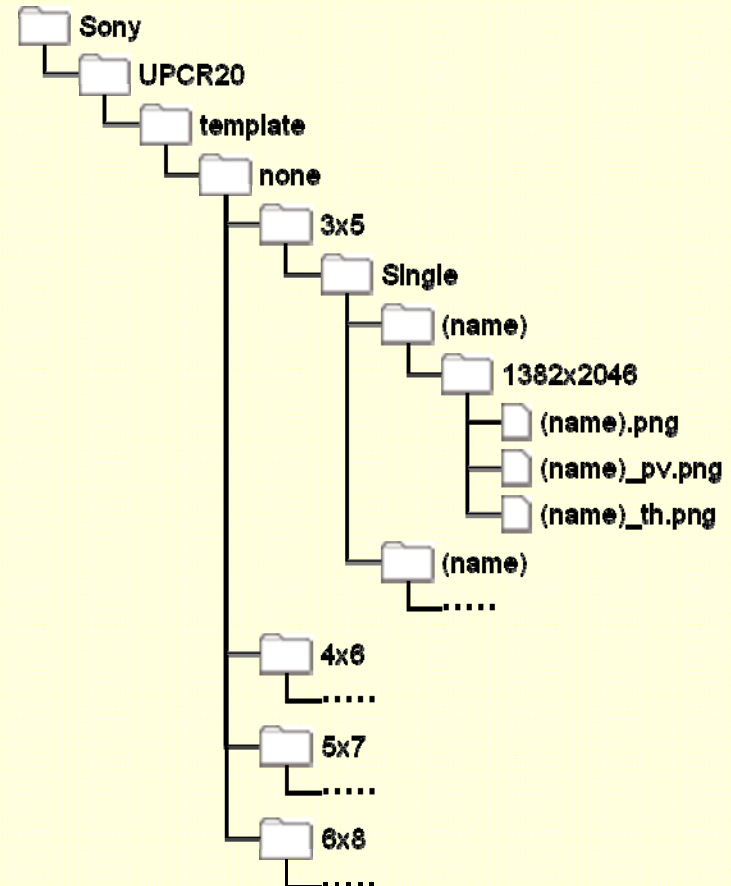 Sony
UPCR20
template
none
3x5
Single
(name)
1382x2046
(name).png
(name)_pv.png
(name)_th.png
(name)
.....
4x6
.....
5x7
.....
6x8
.....